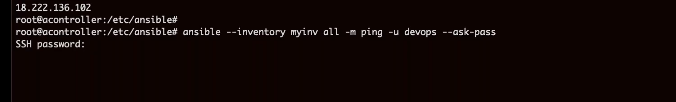 18.222.136.102
root@acontroller:/etc/ansible#
root@acontroller:/etc/ansible# ansible --inventory myinv all -m ping -u devops --ask-pass
SSH password: